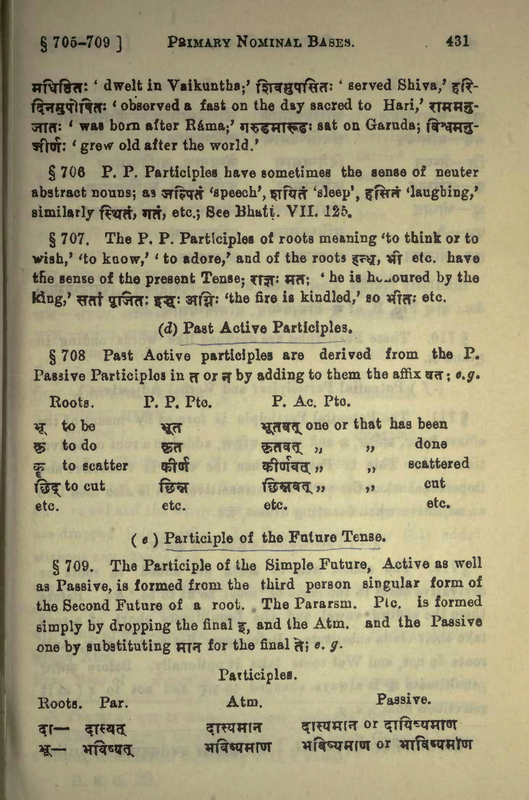 § 705-709 ] PRIMARY NOMINAL BASES. 431
मधिष्ठितः ‘ dwelt in Vaikuntha;’ शिवमुपासितः ‘ served Shiva,’ हरि-
दिनमुपोषितः ‘ observed a fast on the day sacred to Hari,’ राममनु-
जातः ‘ was born after Ráma;’ गरुडमारूढः sat on Garuda; विश्वमनु-
जीर्णः ‘ grew old after the world.’
§ 706 P. P. Participles have sometimes the sense of neuter
abstract nouns; as जल्पितं ‘speech’, शयितं ‘sleep’, हसितं ‘laughing,’
similarly स्थितं, गतं, etc.; See Bhatṭi. VII. 125.
§ 707. The P. P. Participles of roots meaning ‘to think or to
wish,’ ‘to know,’ ‘ to adore,’ and of the roots इन्ध्, भी etc. have
the sense of the present Tense; राज्ञः मतः ‘ he is honoured by the
king,’ सतां पूजितः इद्धः अग्निः ‘the fire is kindled,’ so भीतः etc.
(d) Past Active Participles.
§ 708 Past Active participles are derived from the P.
Passive Participles in त or न by adding to them the affix वत्; e.g.
Roots. P. P. Ptc. P. Ac. Ptc.
भू to be भूत भूतवत् one or that has been
कृ to do कृत कृतवत् „ „ done
कॄ to scatter कीर्ण कीर्णवत् „ „ scattered
छिद् to cut छिन्न छिन्नवत् „ „ cut
etc. etc. etc. etc.
( e ) Participle of the Future Tense.
§ 709. The Participle of the Simple Future, Active as well
as Passive, is formed from the third person singular form of
the Second Future of a root. The Pararsm. Ptc. is formed
simply by dropping the final इ, and the Atm. and the Passive
one by substituting मान for the final ते; e. g.
Participles.
Roots. Par. Atm. Passive.
दा— दास्यत् दास्यमान दास्यमान or दायिष्यमाण
भू— भविष्यत् भविष्यमाण भविष्यमाण or भाविष्यमाण